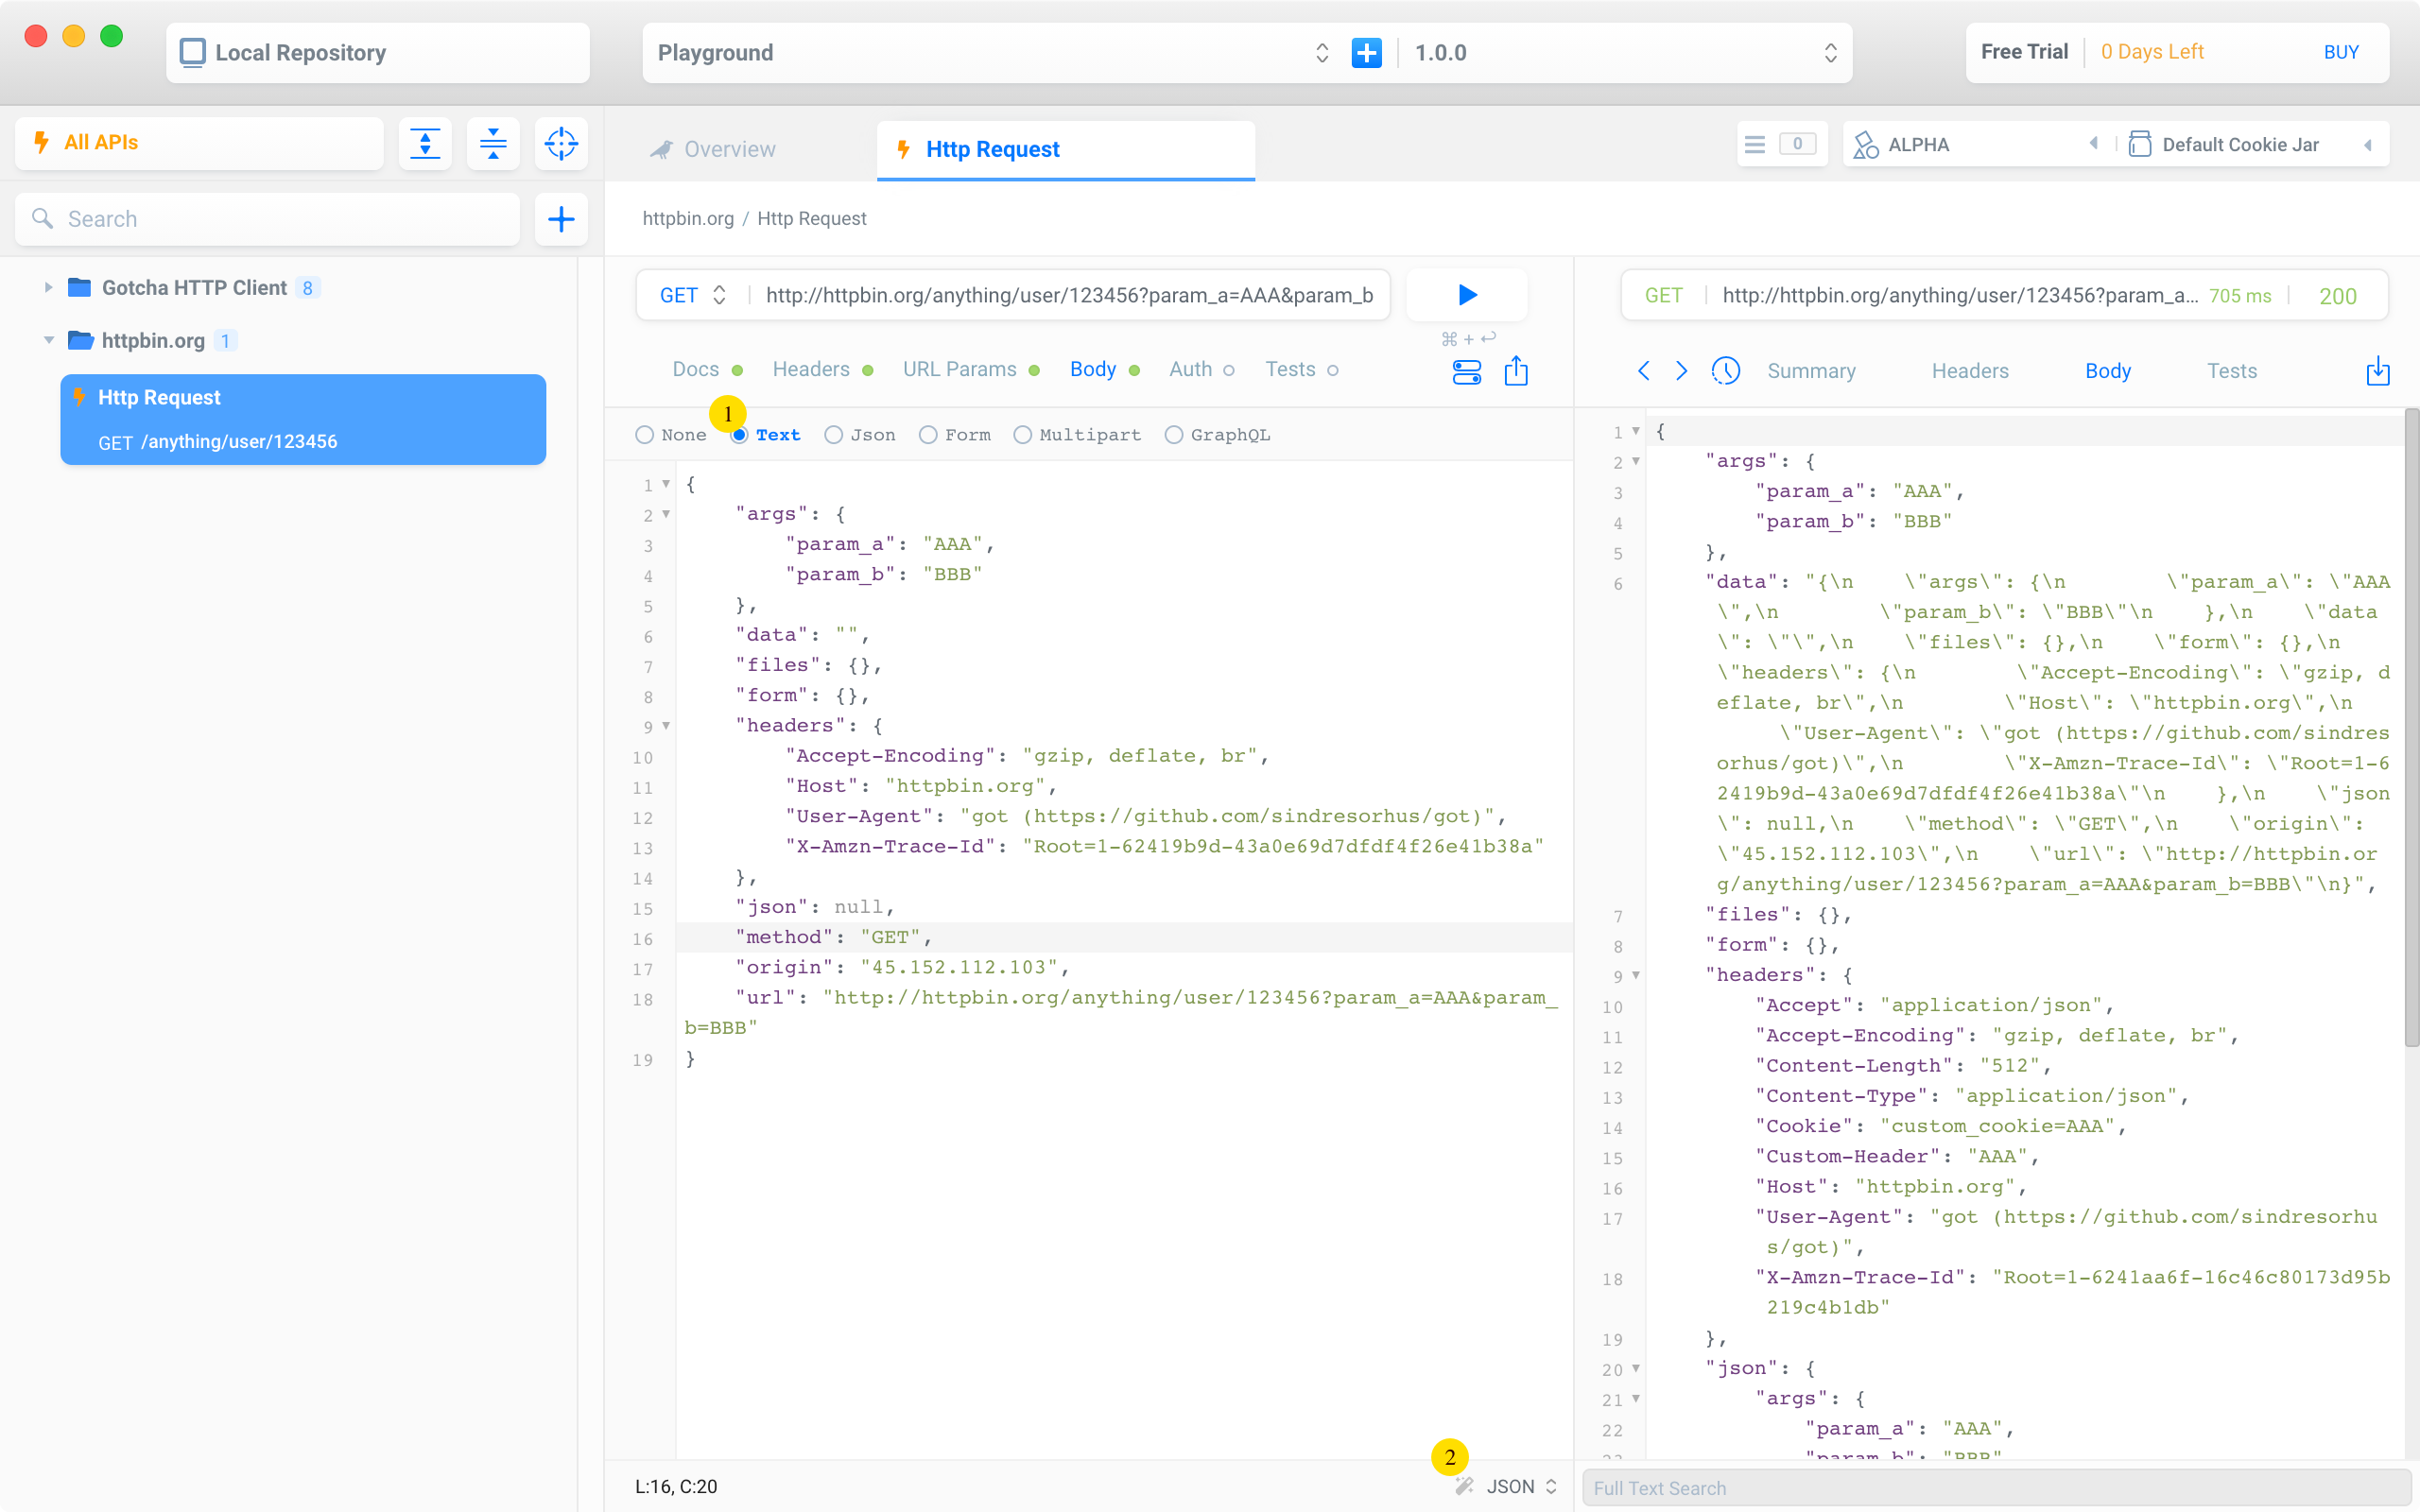 Local Repository
Playground
1.0.0
Free Trial
0 Days Left
BUY
All APIs
Overview
Http Request
0
ALPHA
Default Cookie Jar
Search
httpbin.org / Http Request
Gotcha HTTP Client 8
httpbin.org 1
Http Request
GET /anything/user/123456
GET
http://httpbin.org/anything/user/123456?param_a=AAA&param_b
⌘ + ↩
Docs
Headers
URL Params
Body
Auth
Tests
1
None
Text
Json
Form
Multipart
GraphQL
1 {
2     "args": {
3         "param_a": "AAA",
4         "param_b": "BBB"
5     },
6     "data": "",
7     "files": {},
8     "form": {},
9     "headers": {
10         "Accept-Encoding": "gzip, deflate, br",
11         "Host": "httpbin.org",
12         "User-Agent": "got (https://github.com/sindresorhus/got)",
13         "X-Amzn-Trace-Id": "Root=1-62419b9d-43a0e69d7dfdf4f26e41b38a"
14     },
15     "json": null,
16     "method": "GET",
17     "origin": "45.152.112.103",
18     "url": "http://httpbin.org/anything/user/123456?param_a=AAA&param_
b=BBB"
19 }
L:16, C:20
2
JSON
GET
http://httpbin.org/anything/user/123456?param_a...
705 ms
200
Summary
Headers
Body
Tests
1 {
2     "args": {
3         "param_a": "AAA",
4         "param_b": "BBB"
5     },
6     "data": "{\n    \"args\": {\n        \"param_a\": \"AAA
\",\n        \"param_b\": \"BBB\"\n    },\n    \"data
\": \"\",\n    \"files\": {},\n    \"form\": {},\n
\"headers\": {\n        \"Accept-Encoding\": \"gzip, d
eflate, br\",\n        \"Host\": \"httpbin.org\",\n
\"User-Agent\": \"got (https://github.com/sindres
orhus/got)\",\n        \"X-Amzn-Trace-Id\": \"Root=1-6
2419b9d-43a0e69d7dfdf4f26e41b38a\"\n    },\n    \"json
\": null,\n    \"method\": \"GET\",\n    \"origin\":
\"45.152.112.103\",\n    \"url\": \"http://httpbin.or
g/anything/user/123456?param_a=AAA&param_b=BBB\"\n}",
7     "files": {},
8     "form": {},
9     "headers": {
10         "Accept": "application/json",
11         "Accept-Encoding": "gzip, deflate, br",
12         "Content-Length": "512",
13         "Content-Type": "application/json",
14         "Cookie": "custom_cookie=AAA",
15         "Custom-Header": "AAA",
16         "Host": "httpbin.org",
17         "User-Agent": "got (https://github.com/sindresorhu
s/got)",
18         "X-Amzn-Trace-Id": "Root=1-6241aa6f-16c46c80173d95b
219c4b1db"
19     },
20     "json": {
21         "args": {
22             "param_a": "AAA",
23             "param_b": "BBB"
Full Text Search